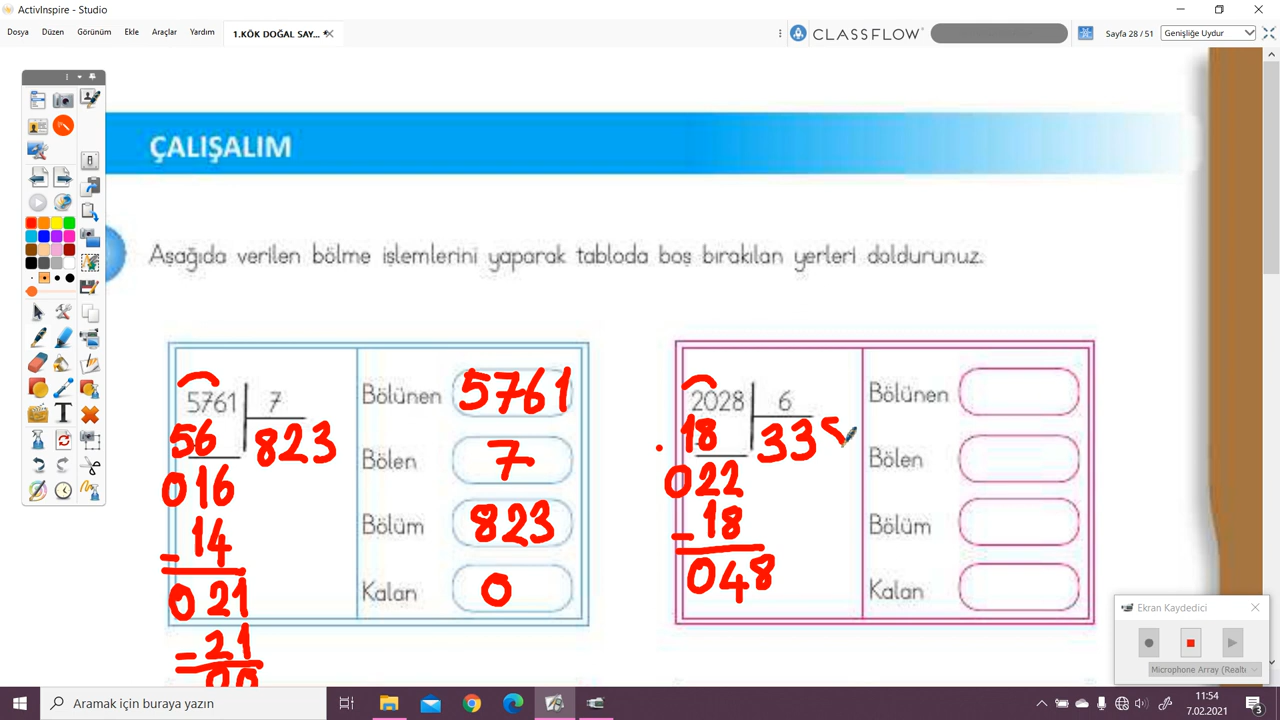 ActivInspire - Studio
Dosya Düzen Görünüm Ekle Araçlar Yardım 1.KÖK DOĞAL SAY... CLASSFLOW Sayfa 28 / 51 Genişliğe Uydur
ÇALIŞALIM
Aşağıda verilen bölme işlemlerini yaparak tabloda boş bırakılan yerleri doldurunuz.
5761 7
56 823
016
- 14
021
- 21
00
Bölünen 5761
Bölen 7
Bölüm 823
Kalan 0
2028 6
18 33
022
- 18
048
Bölünen
Bölen
Bölüm
Kalan
Ekran Kaydedici
Microphone Array (Realte
Aramak için buraya yazın
11:54
7.02.2021
3